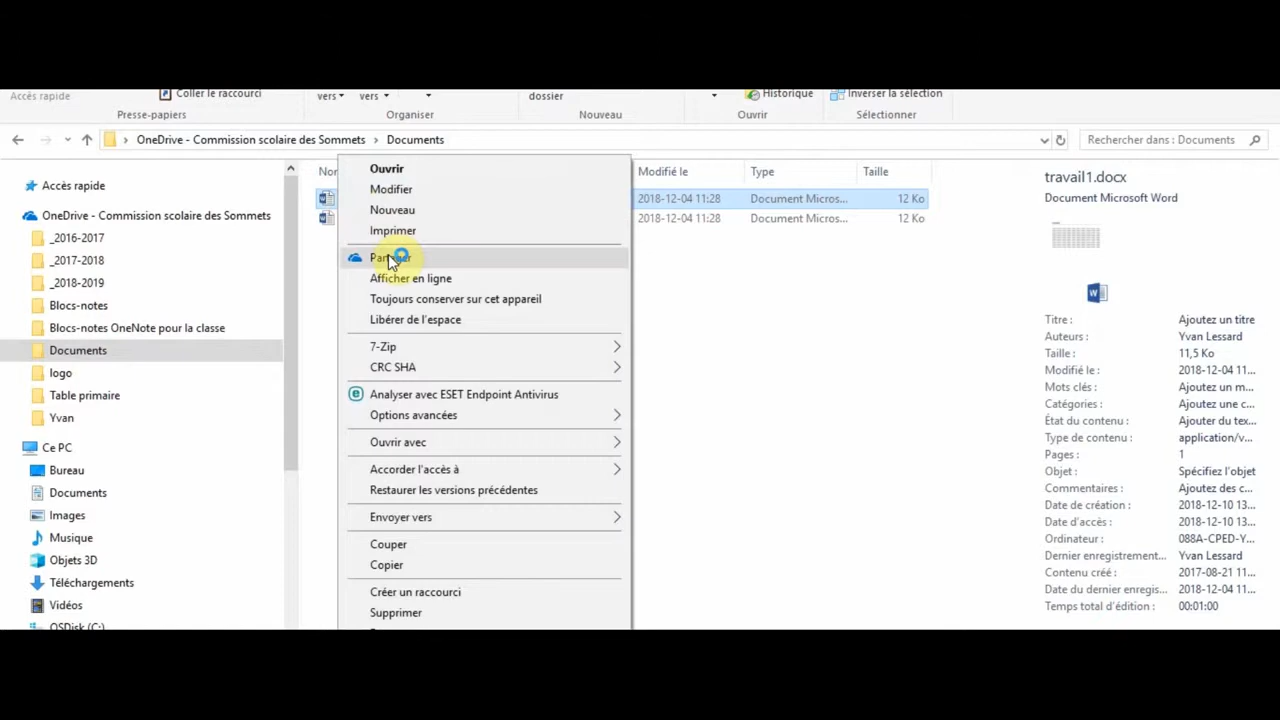 Accès rapide
Coller le raccourci
vers
vers
dossier
Historique
Inverser la sélection
Presse-papiers
Organiser
Nouveau
Ouvrir
Sélectionner
OneDrive - Commission scolaire des Sommets > Documents
Rechercher dans : Documents
Accès rapide
OneDrive - Commission scolaire des Sommets
_2016-2017
_2017-2018
_2018-2019
Blocs-notes
Blocs-notes OneNote pour la classe
Documents
logo
Table primaire
Yvan
Ce PC
Bureau
Documents
Images
Musique
Objets 3D
Téléchargements
Vidéos
OSDisk (C:)
Modifié le
Type
Taille
2018-12-04 11:28
Document Micros...
12 Ko
2018-12-04 11:28
Document Micros...
12 Ko
Ouvrir
Modifier
Nouveau
Imprimer
Afficher en ligne
Toujours conserver sur cet appareil
Libérer de l'espace
7-Zip
CRC SHA
Analyser avec ESET Endpoint Antivirus
Options avancées
Ouvrir avec
Accorder l'accès à
Restaurer les versions précédentes
Envoyer vers
Couper
Copier
Créer un raccourci
Supprimer
travail1.docx
Document Microsoft Word
Titre : Ajoutez un titre
Auteurs : Yvan Lessard
Taille : 11,5 Ko
Modifié le : 2018-12-04 11...
Mots clés : Ajoutez un m...
Catégories : Ajoutez une c...
État du contenu : Ajouter du tex...
Type de contenu : application/v...
Pages : 1
Objet : Spécifiez l'objet
Commentaires : Ajoutez des c...
Date de création : 2018-12-10 13...
Date d'accès : 2018-12-10 13...
Ordinateur : 088A-CPED-Y...
Dernier enregistrement... Yvan Lessard
Contenu créé : 2017-08-21 11...
Date du dernier enregis... 2018-12-04 11...
Temps total d'édition : 00:01:00